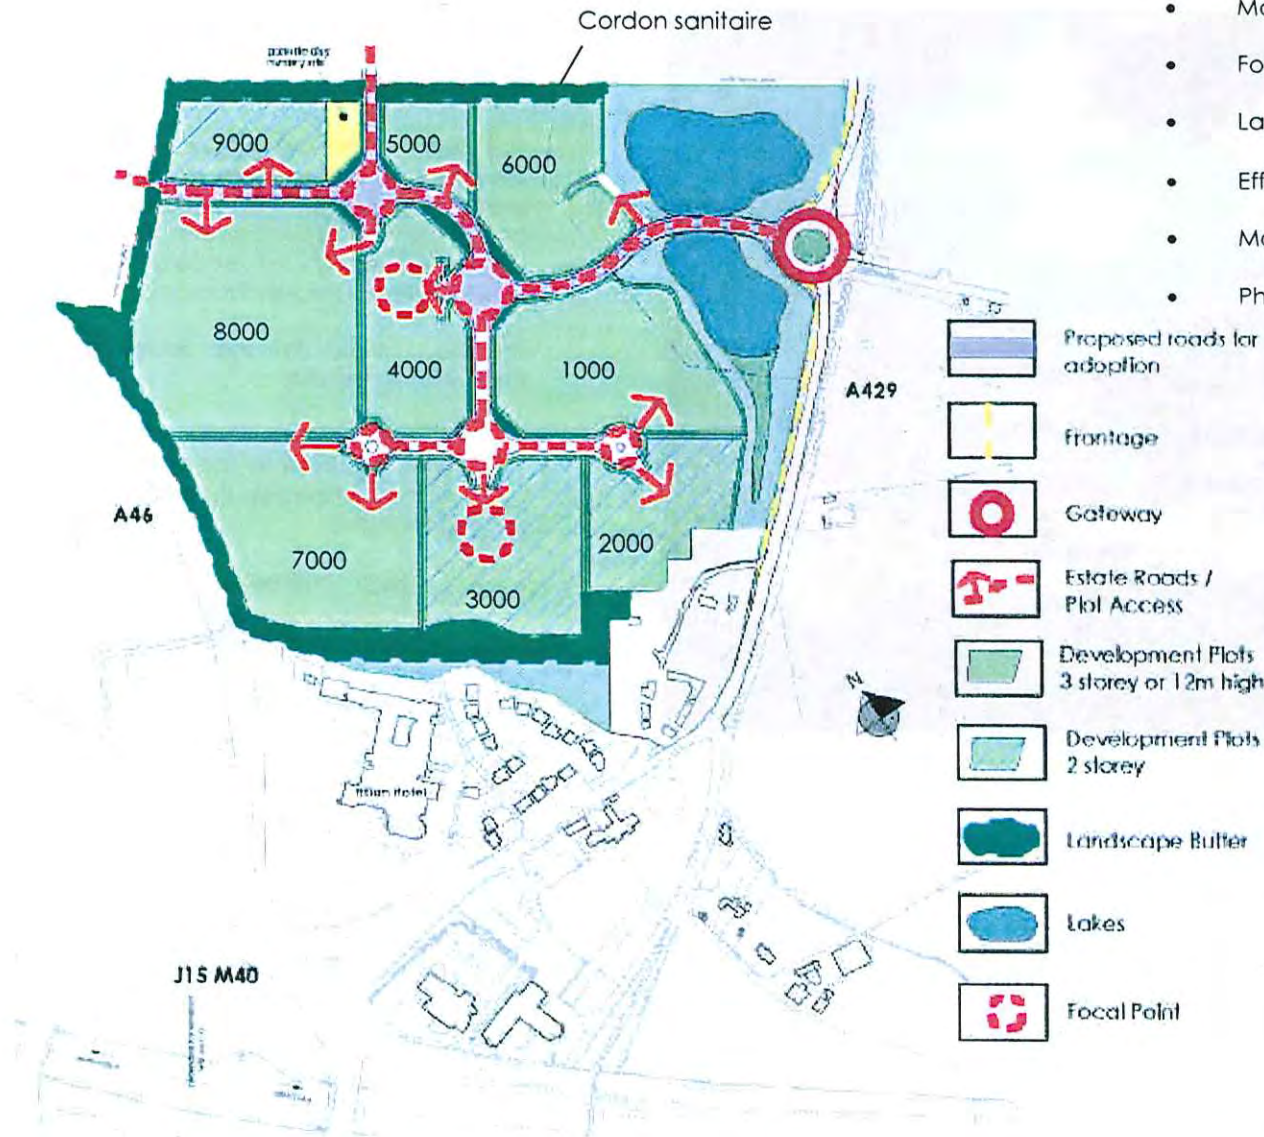 Cordon sanitaire
9000
5000
6000
8000
4000
1000
7000
3000
2000
A429
A46
J15 M40
N
Proposed roads for
adoption
Frontage
Gateway
Estate Roads /
Plot Access
Development Plots
3 storey or 12m high
Development Plots
2 storey
Landscape Buffer
Lakes
Focal Point